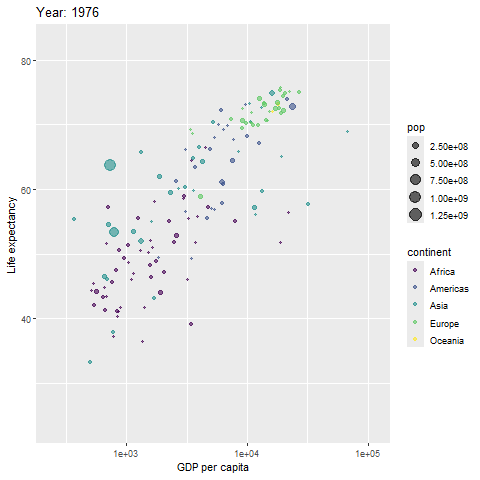 Year: 1976
80
60
40
Life expectancy
1e+03
1e+04
1e+05
GDP per capita
pop
2.50e+08
5.00e+08
7.50e+08
1.00e+09
1.25e+09
continent
Africa
Americas
Asia
Europe
Oceania